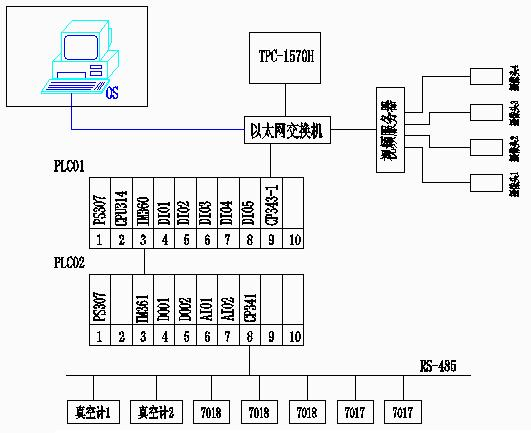 TPC-1570H
OS
以太网交换机
视频服务器
摄像头4
摄像头3
摄像头2
摄像头1
PLC01
PS307 CPU314 IM360 DI01 DI02 DI03 DI04 DI05 CP343-1
1 2 3 4 5 6 7 8 9 10
PLC02
PS307 IM361 DO01 DO02 AI01 AI02 CP341
1 2 3 4 5 6 7 8 9 10
RS-485
真空计1 真空计2 7018 7018 7018 7017 7017